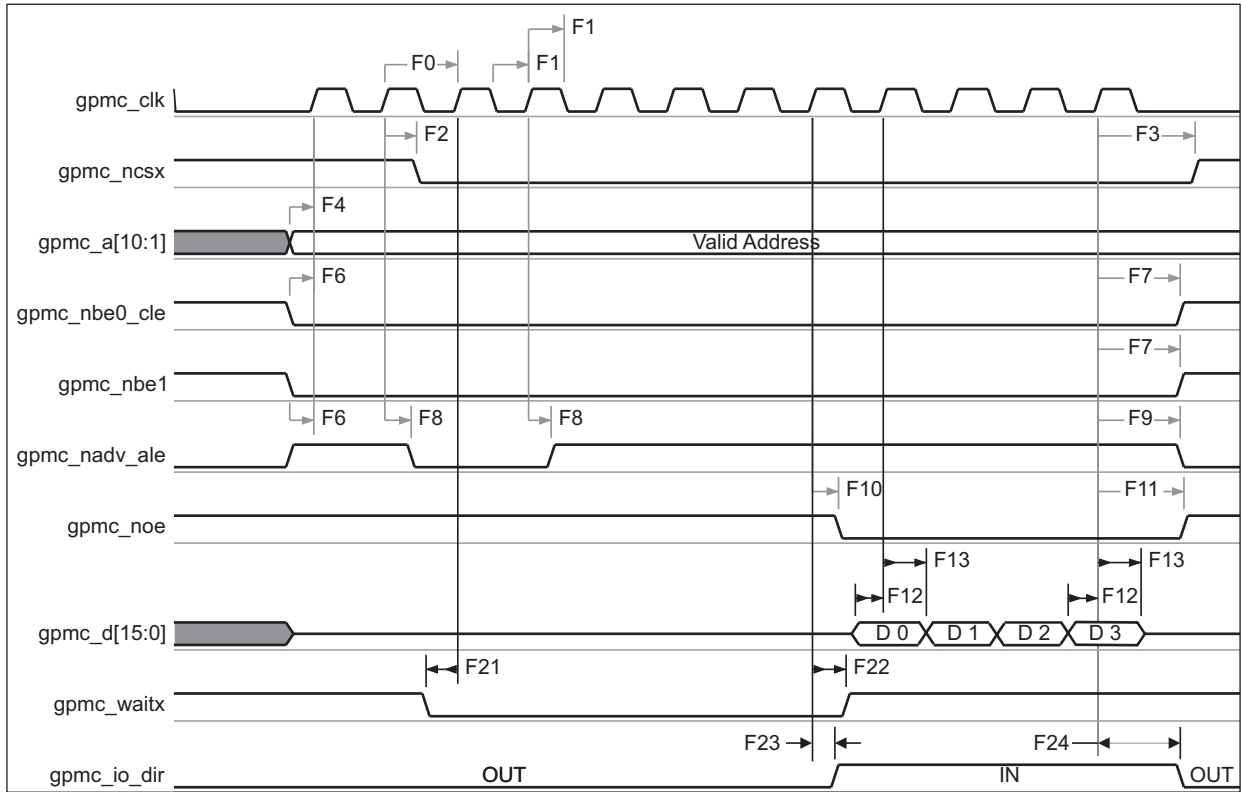 F1
F0
F1
gpmc_clk
F2
F3
gpmc_ncsx
F4
gpmc_a[10:1]
Valid Address
F6
F7
gpmc_nbe0_cle
F7
gpmc_nbe1
F6
F8
F8
F9
gpmc_nadv_ale
F10
F11
gpmc_noe
F13
F13
F12
F12
gpmc_d[15:0]
D 0
D 1
D 2
D 3
F21
F22
gpmc_waitx
F23
F24
gpmc_io_dir
OUT
IN
OUT